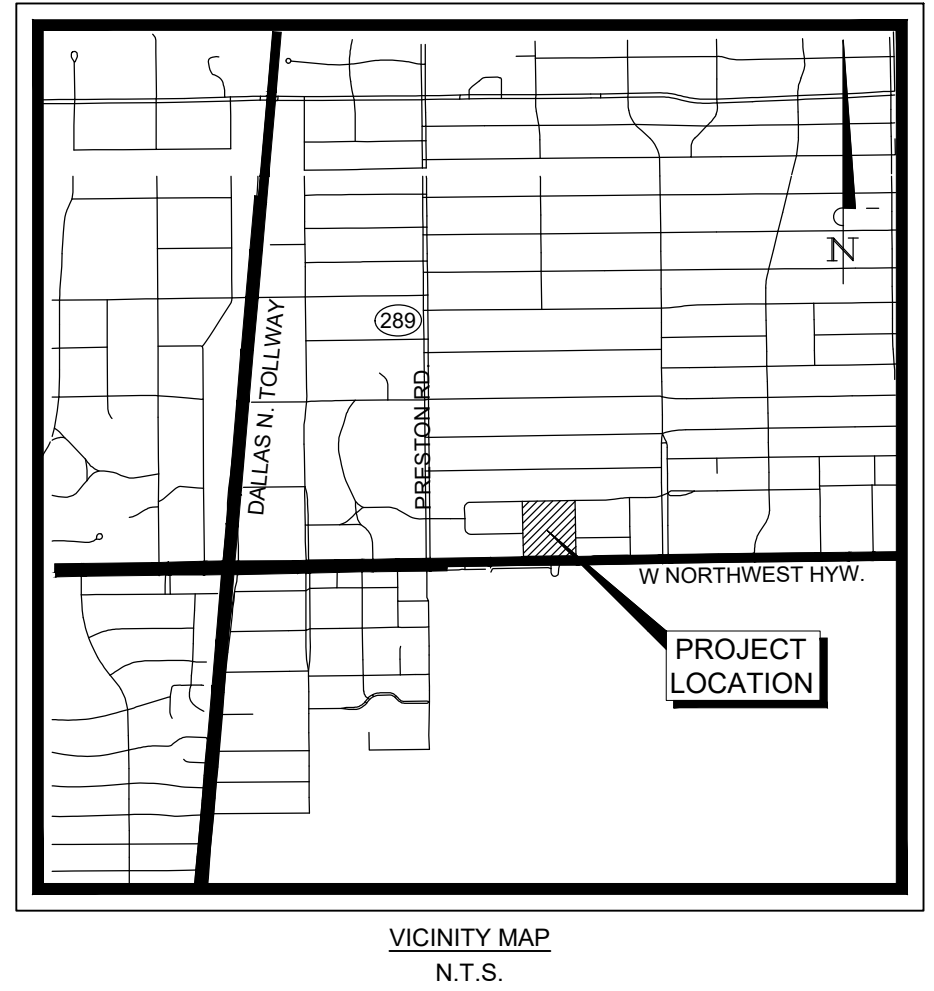 N
289
DALLAS N. TOLLWAY
PRESTON RD.
W NORTHWEST HYW.
PROJECT
LOCATION
VICINITY MAP
N.T.S.